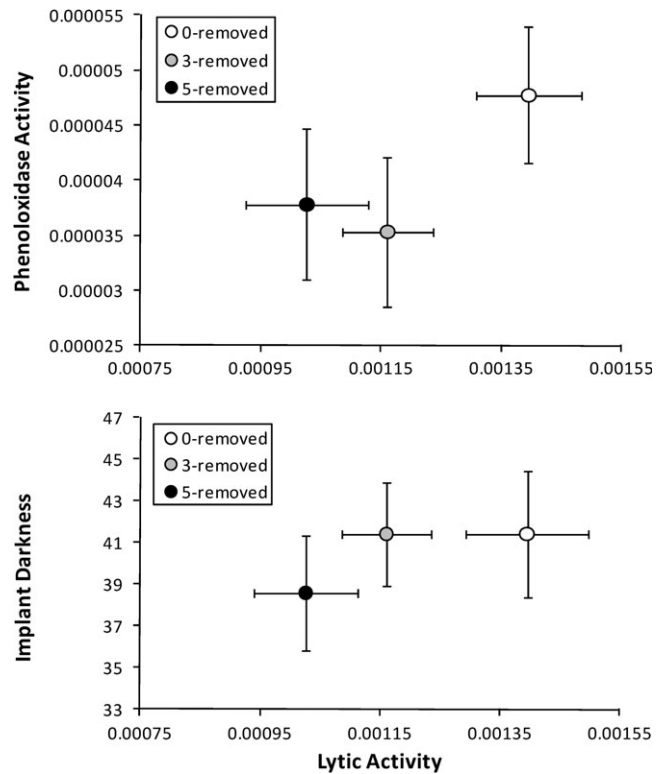 0.000055
0-removed
0.00005
3-removed
5-removed
0.000045
Phenoloxidase Activity
0.00004
0.000035
0.00003
0.000025
0.00075 0.00095 0.00115 0.00135 0.00155
47
0-removed
45
3-removed
5-removed
43
Implant Darkness
41
39
37
35
33
0.00075 0.00095 0.00115 0.00135 0.00155
Lytic Activity